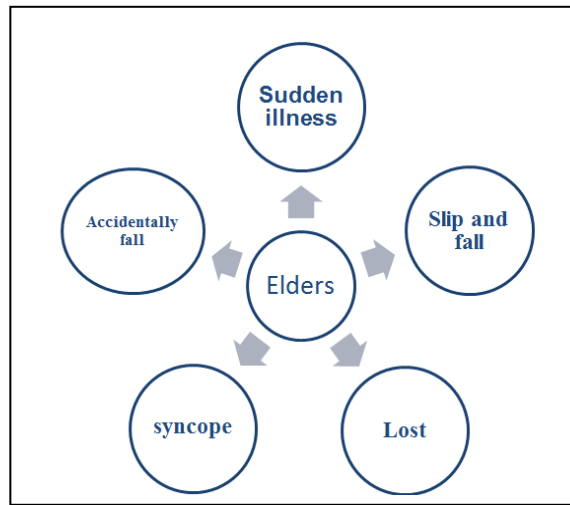 Sudden
illness
Accidentally
fall
Slip and
fall
Elders
syncope
Lost